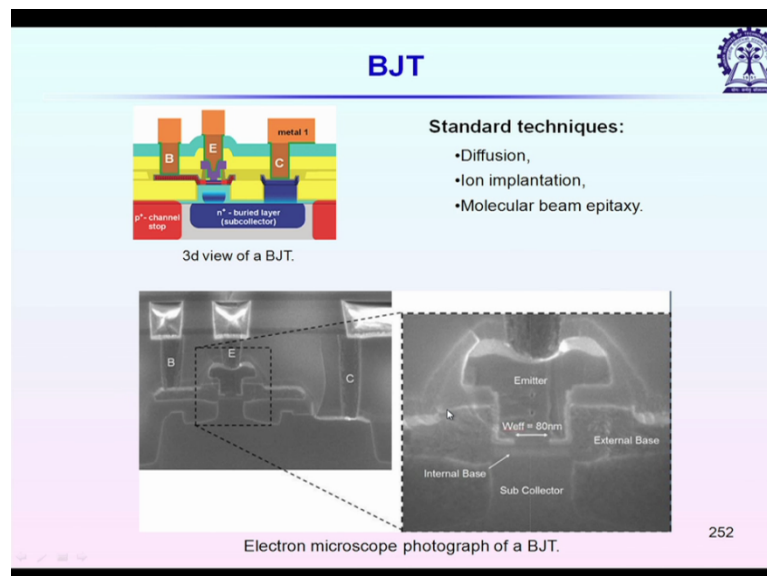 BJT
Standard techniques:
•Diffusion,
•Ion implantation,
•Molecular beam epitaxy.
metal 1
B
E
C
p⁺- channel
stop
n⁺ - buried layer
(subcollector)
3d view of a BJT.
B
E
C
Emitter
Weff = 80nm
External Base
Internal Base
Sub Collector
Electron microscope photograph of a BJT.
252